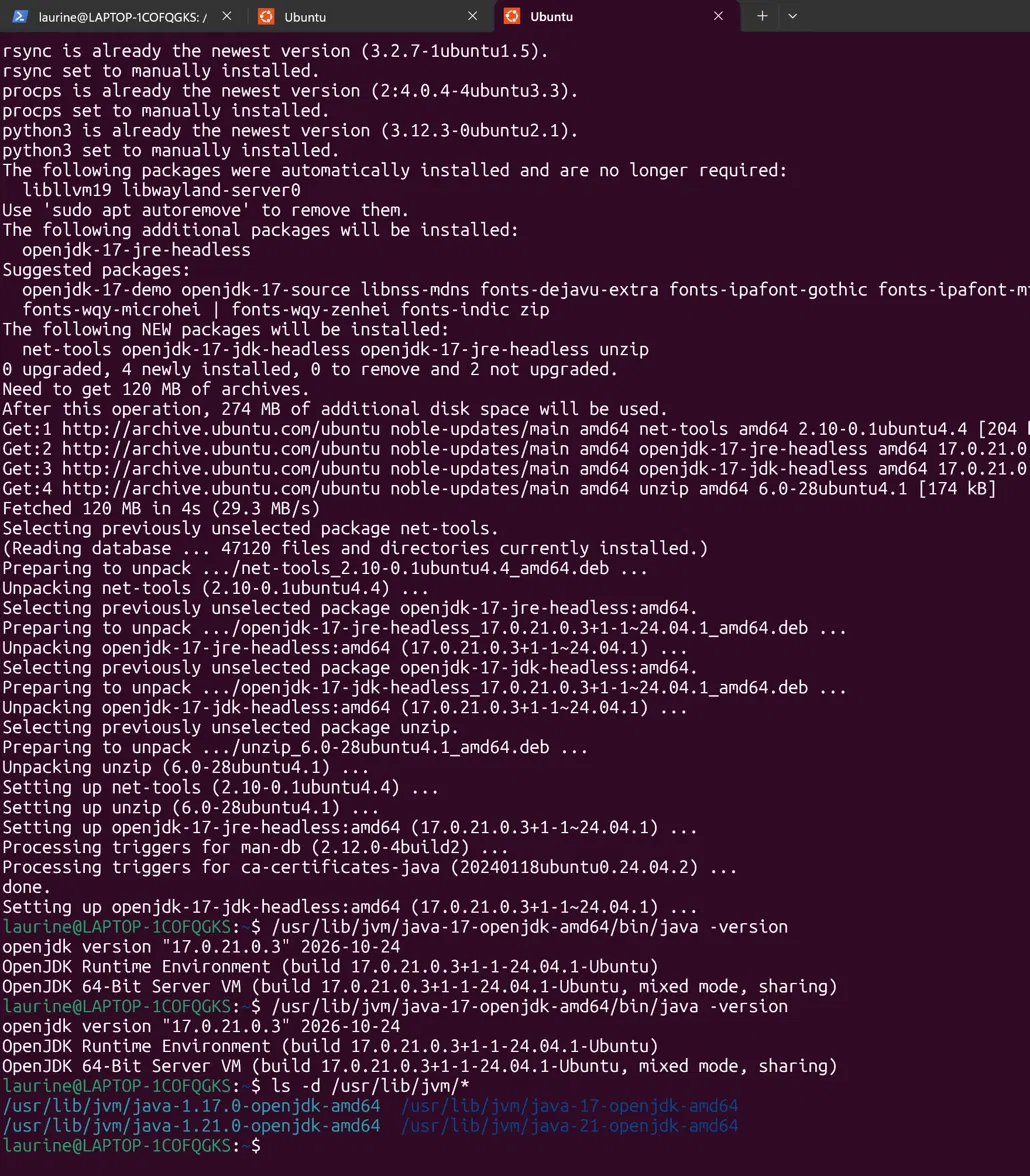 laurine@LAPTOP-1COFQGKS: /
Ubuntu
Ubuntu
rsync is already the newest version (3.2.7-1ubuntu1.5).
rsync set to manually installed.
procps is already the newest version (2:4.0.4-4ubuntu3.3).
procps set to manually installed.
python3 is already the newest version (3.12.3-0ubuntu2.1).
python3 set to manually installed.
The following packages were automatically installed and are no longer required:
  libllvm19 libwayland-server0
Use 'sudo apt autoremove' to remove them.
The following additional packages will be installed:
  openjdk-17-jre-headless
Suggested packages:
  openjdk-17-demo openjdk-17-source libnss-mdns fonts-dejavu-extra fonts-ipafont-gothic fonts-ipafont-m
  fonts-wqy-microhei | fonts-wqy-zenhei fonts-indic zip
The following NEW packages will be installed:
  net-tools openjdk-17-jdk-headless openjdk-17-jre-headless unzip
0 upgraded, 4 newly installed, 0 to remove and 2 not upgraded.
Need to get 120 MB of archives.
After this operation, 274 MB of additional disk space will be used.
Get:1 http://archive.ubuntu.com/ubuntu noble-updates/main amd64 net-tools amd64 2.10-0.1ubuntu4.4 [204
Get:2 http://archive.ubuntu.com/ubuntu noble-updates/main amd64 openjdk-17-jre-headless amd64 17.0.21.0
Get:3 http://archive.ubuntu.com/ubuntu noble-updates/main amd64 openjdk-17-jdk-headless amd64 17.0.21.0
Get:4 http://archive.ubuntu.com/ubuntu noble-updates/main amd64 unzip amd64 6.0-28ubuntu4.1 [174 kB]
Fetched 120 MB in 4s (29.3 MB/s)
Selecting previously unselected package net-tools.
(Reading database ... 47120 files and directories currently installed.)
Preparing to unpack .../net-tools_2.10-0.1ubuntu4.4_amd64.deb ...
Unpacking net-tools (2.10-0.1ubuntu4.4) ...
Selecting previously unselected package openjdk-17-jre-headless:amd64.
Preparing to unpack .../openjdk-17-jre-headless_17.0.21.0.3+1-1~24.04.1_amd64.deb ...
Unpacking openjdk-17-jre-headless:amd64 (17.0.21.0.3+1-1~24.04.1) ...
Selecting previously unselected package openjdk-17-jdk-headless:amd64.
Preparing to unpack .../openjdk-17-jdk-headless_17.0.21.0.3+1-1~24.04.1_amd64.deb ...
Unpacking openjdk-17-jdk-headless:amd64 (17.0.21.0.3+1-1~24.04.1) ...
Selecting previously unselected package unzip.
Preparing to unpack .../unzip_6.0-28ubuntu4.1_amd64.deb ...
Unpacking unzip (6.0-28ubuntu4.1) ...
Setting up net-tools (2.10-0.1ubuntu4.4) ...
Setting up unzip (6.0-28ubuntu4.1) ...
Setting up openjdk-17-jre-headless:amd64 (17.0.21.0.3+1-1~24.04.1) ...
Processing triggers for man-db (2.12.0-4build2) ...
Processing triggers for ca-certificates-java (20240118ubuntu0.24.04.2) ...
done.
Setting up openjdk-17-jdk-headless:amd64 (17.0.21.0.3+1-1~24.04.1) ...
laurine@LAPTOP-1COFQGKS:~$ /usr/lib/jvm/java-17-openjdk-amd64/bin/java -version
openjdk version "17.0.21.0.3" 2026-10-24
OpenJDK Runtime Environment (build 17.0.21.0.3+1-1-24.04.1-Ubuntu)
OpenJDK 64-Bit Server VM (build 17.0.21.0.3+1-1-24.04.1-Ubuntu, mixed mode, sharing)
laurine@LAPTOP-1COFQGKS:~$ /usr/lib/jvm/java-17-openjdk-amd64/bin/java -version
openjdk version "17.0.21.0.3" 2026-10-24
OpenJDK Runtime Environment (build 17.0.21.0.3+1-1-24.04.1-Ubuntu)
OpenJDK 64-Bit Server VM (build 17.0.21.0.3+1-1-24.04.1-Ubuntu, mixed mode, sharing)
laurine@LAPTOP-1COFQGKS:~$ ls -d /usr/lib/jvm/*
/usr/lib/jvm/java-1.17.0-openjdk-amd64  /usr/lib/jvm/java-17-openjdk-amd64
/usr/lib/jvm/java-1.21.0-openjdk-amd64  /usr/lib/jvm/java-21-openjdk-amd64
laurine@LAPTOP-1COFQGKS:~$